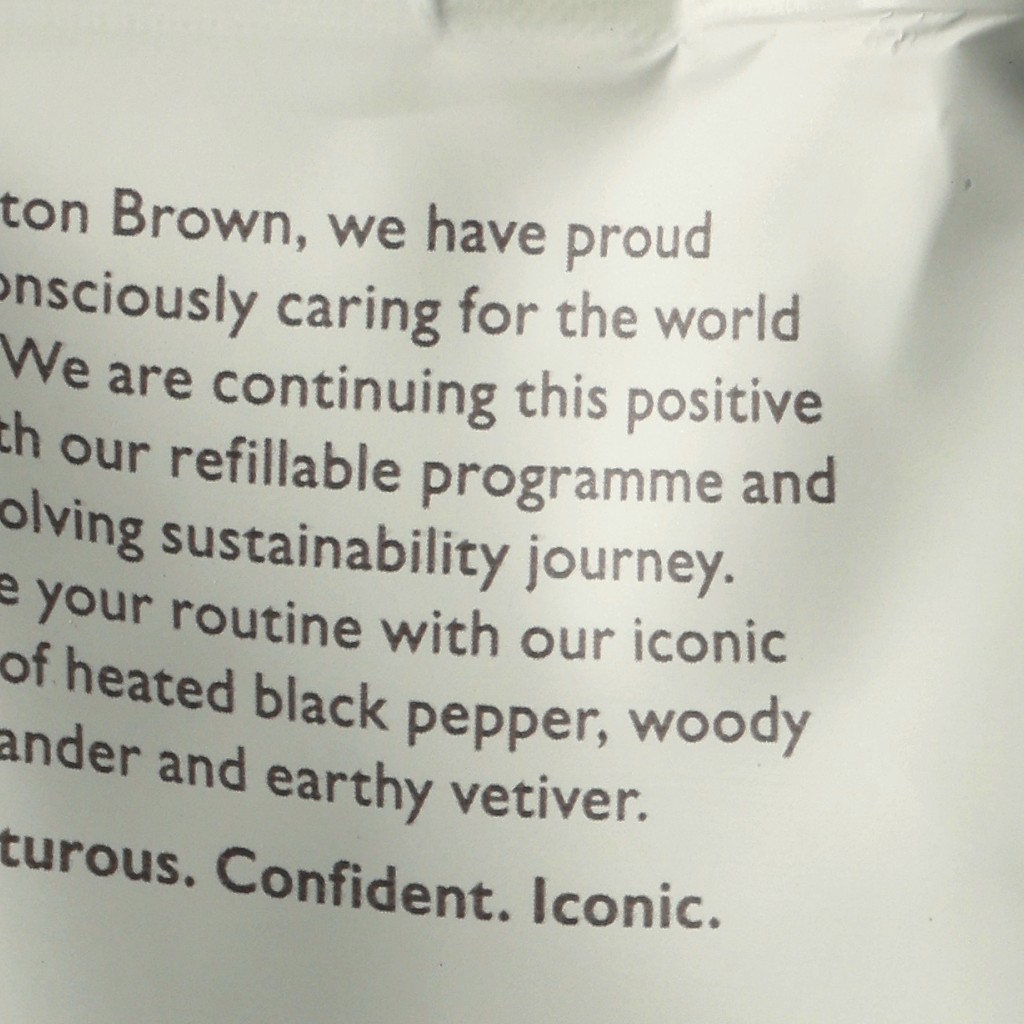 ton Brown, we have proud
onsciously caring for the world
We are continuing this positive
th our refillable programme and
olving sustainability journey.
e your routine with our iconic
of heated black pepper, woody
ander and earthy vetiver.
turous. Confident. Iconic.